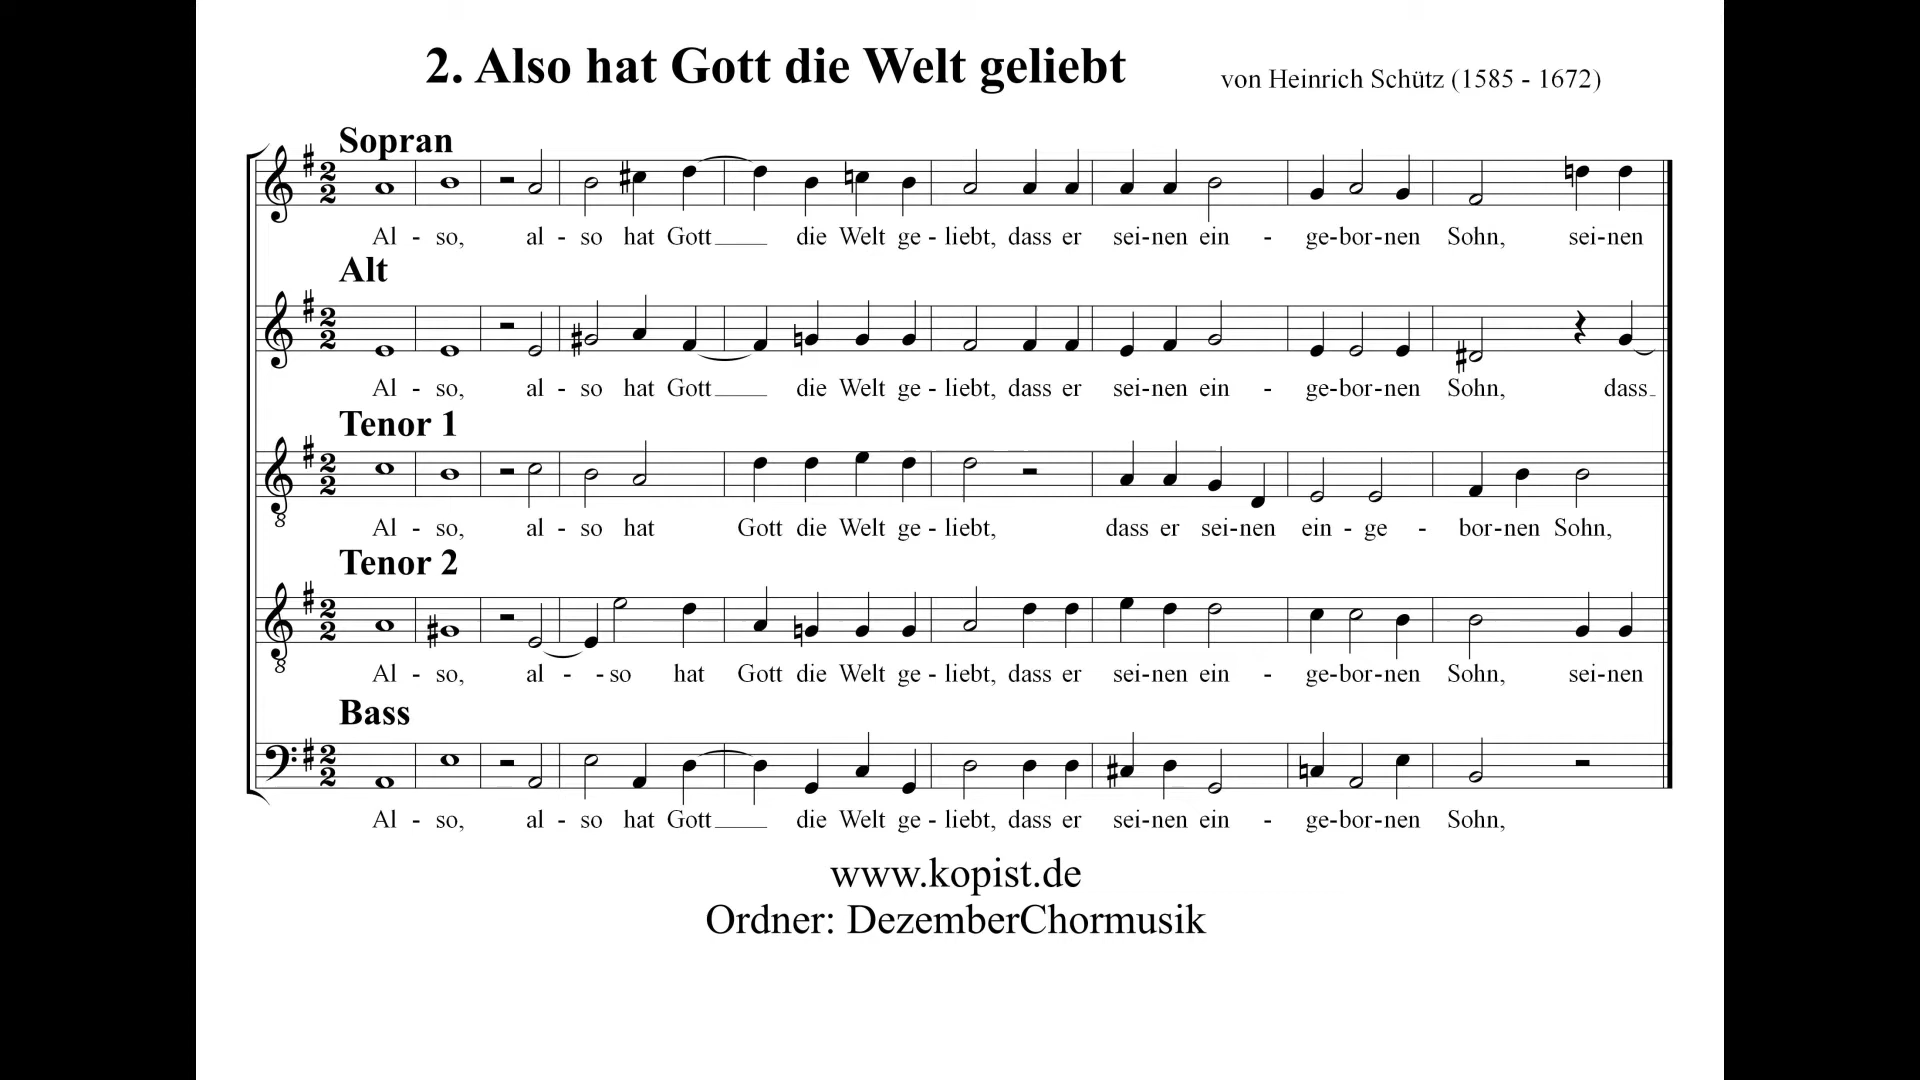 2. Also hat Gott die Welt geliebt
von Heinrich Schütz (1585 - 1672)
Sopran
Al - so, al - so hat Gott die Welt ge - liebt, dass er sei-nen ein - ge-bor-nen Sohn, sei-nen
Alt
Al - so, al - so hat Gott die Welt ge - liebt, dass er sei-nen ein - ge-bor-nen Sohn, dass
Tenor 1
Al - so, al - so hat Gott die Welt ge - liebt, dass er sei-nen ein - ge - bor-nen Sohn,
8
Tenor 2
Al - so, al - - so hat Gott die Welt ge - liebt, dass er sei-nen ein - ge-bor-nen Sohn, sei-nen
8
Bass
Al - so, al - so hat Gott die Welt ge - liebt, dass er sei-nen ein - ge-bor-nen Sohn,
www.kopist.de
Ordner: DezemberChormusik